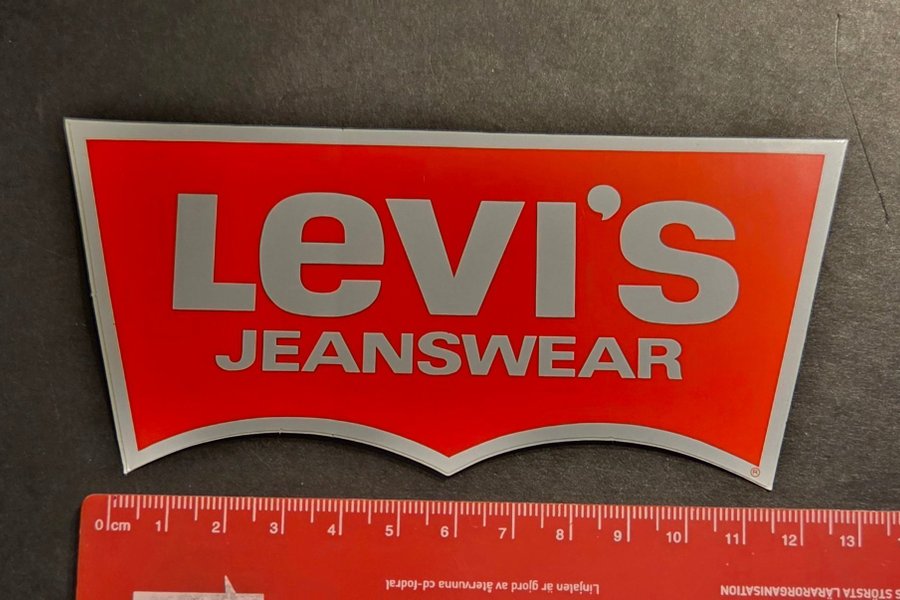 LeVI'S
JEANSWEAR
®
0 cm 1 2 3 4 5 6 7 8 9 10 11 12 13
Linjalen är gjord av återvunna cd-fodral
S STÖRSTA LÄRARORGANISATION